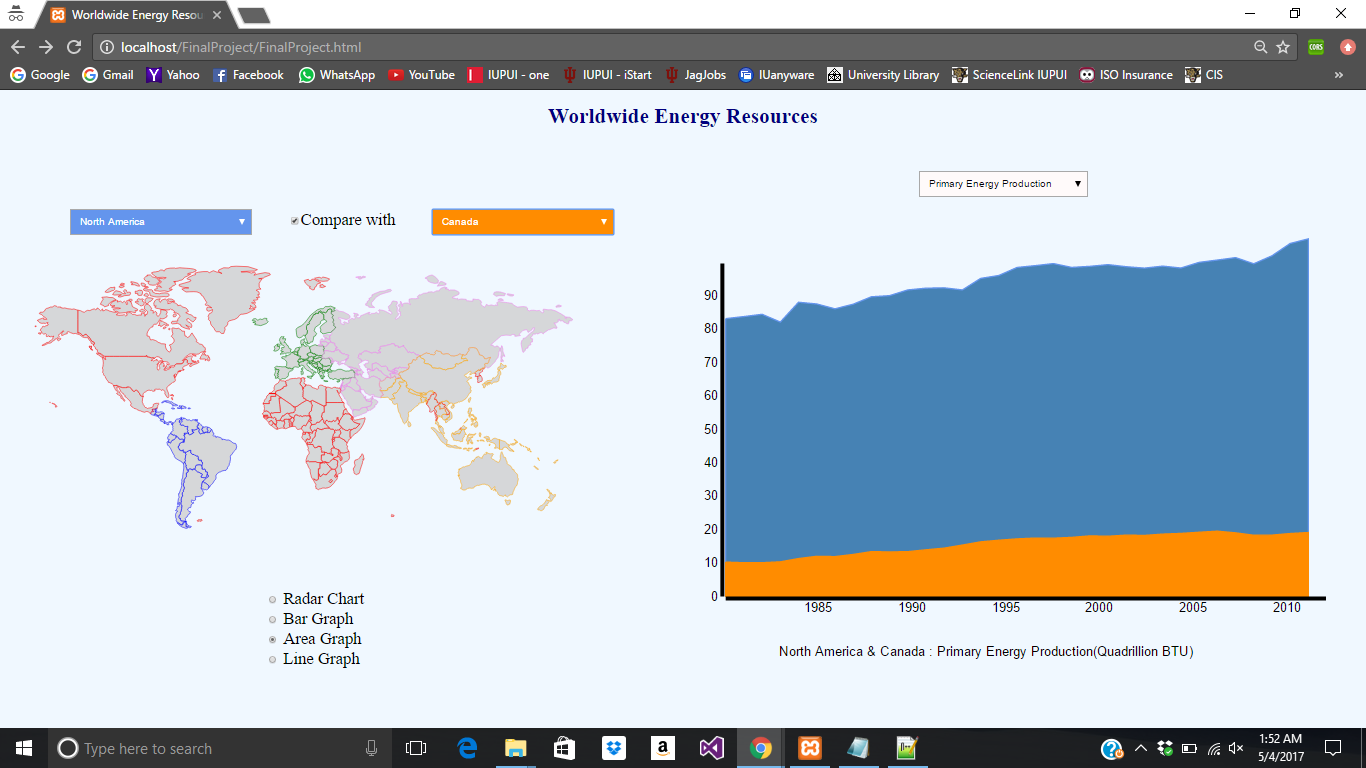 Worldwide Energy Resou
localhost/FinalProject/FinalProject.html
CORS
Google Gmail Yahoo Facebook WhatsApp YouTube IUPUI - one IUPUI - iStart JagJobs IUanyware University Library ScienceLink IUPUI ISO Insurance CIS »
Worldwide Energy Resources
Primary Energy Production
North America
Compare with
Canada
90
80
70
60
50
40
30
20
10
0
1985 1990 1995 2000 2005 2010
North America & Canada : Primary Energy Production(Quadrillion BTU)
Radar Chart
Bar Graph
Area Graph
Line Graph
Type here to search
1:52 AM
5/4/2017